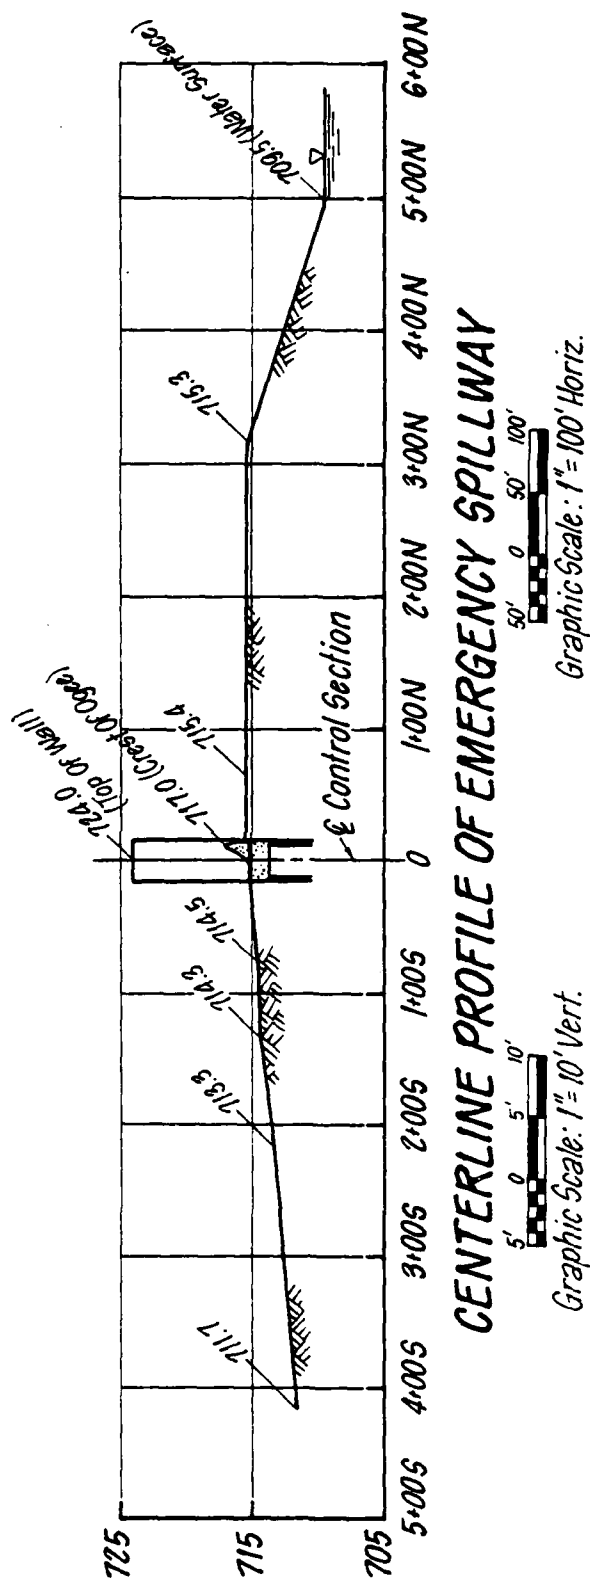 725
715
705
724.0
(Top Of Wall)
717.0 (Crest Of Ogee)
709.5 (Water Surface)
711.7
713.3
714.3
714.5
715.4
715.3
℄ Control Section
5+00S
4+00S
3+00S
2+00S
1+00S
0
1+00N
2+00N
3+00N
4+00N
5+00N
6+00N
CENTERLINE PROFILE OF EMERGENCY SPILLWAY
5' 0 5' 10'
Graphic Scale: 1"=10' Vert.
50' 0 50' 100'
Graphic Scale: 1"=100' Horiz.